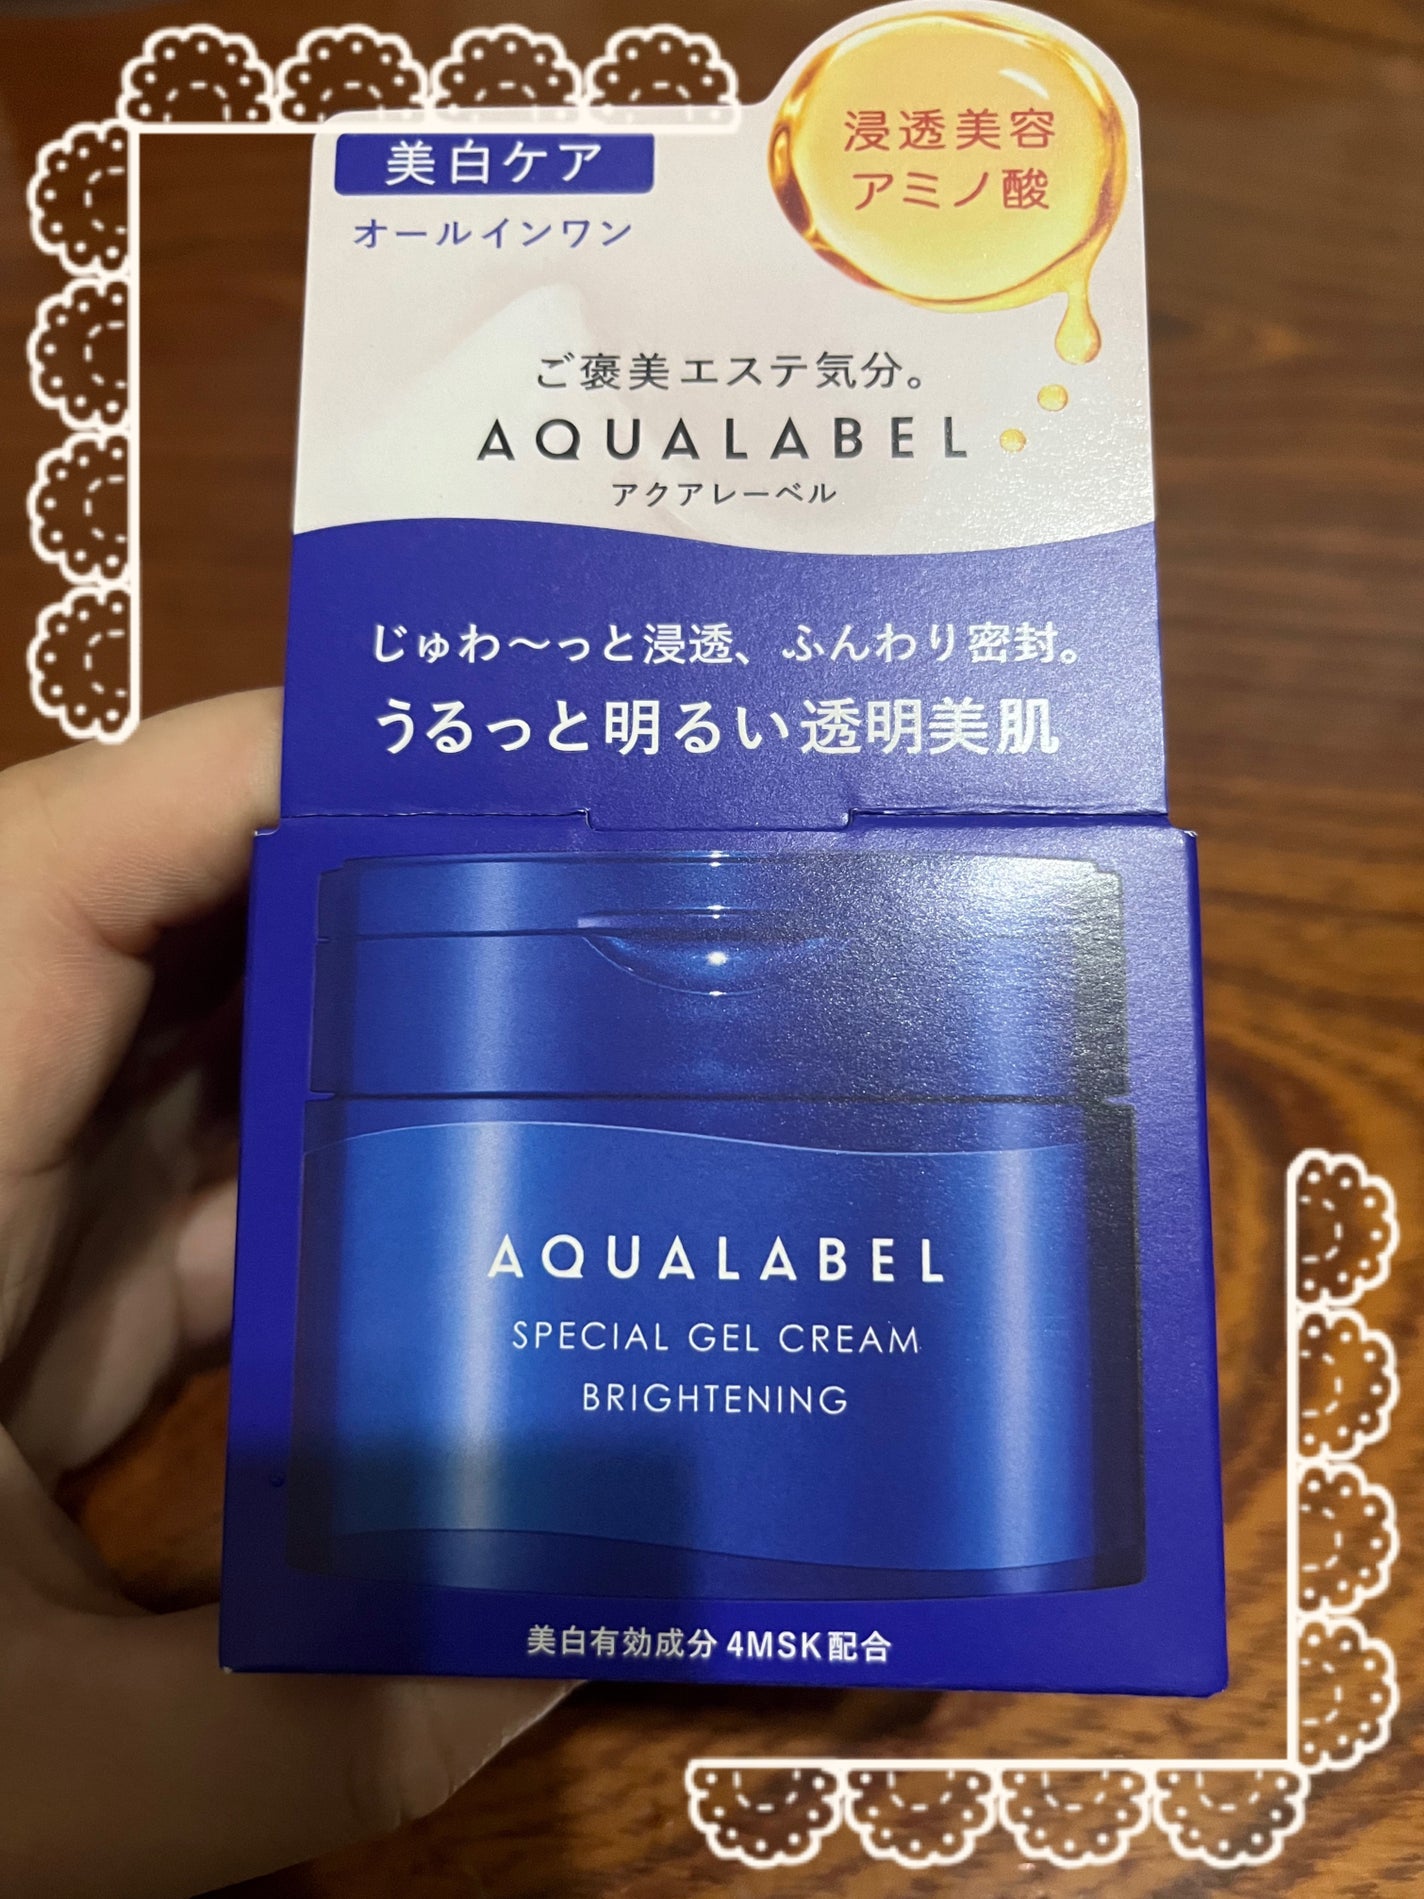 美白ケア
オールインワン
浸透美容
アミノ酸
ご褒美エステ気分。
AQUALABEL
アクアレーベル
じゅわ〜っと浸透、ふんわり密封。
うるっと明るい透明美肌
AQUALABEL
SPECIAL GEL CREAM
BRIGHTENING
美白有効成分 4MSK配合